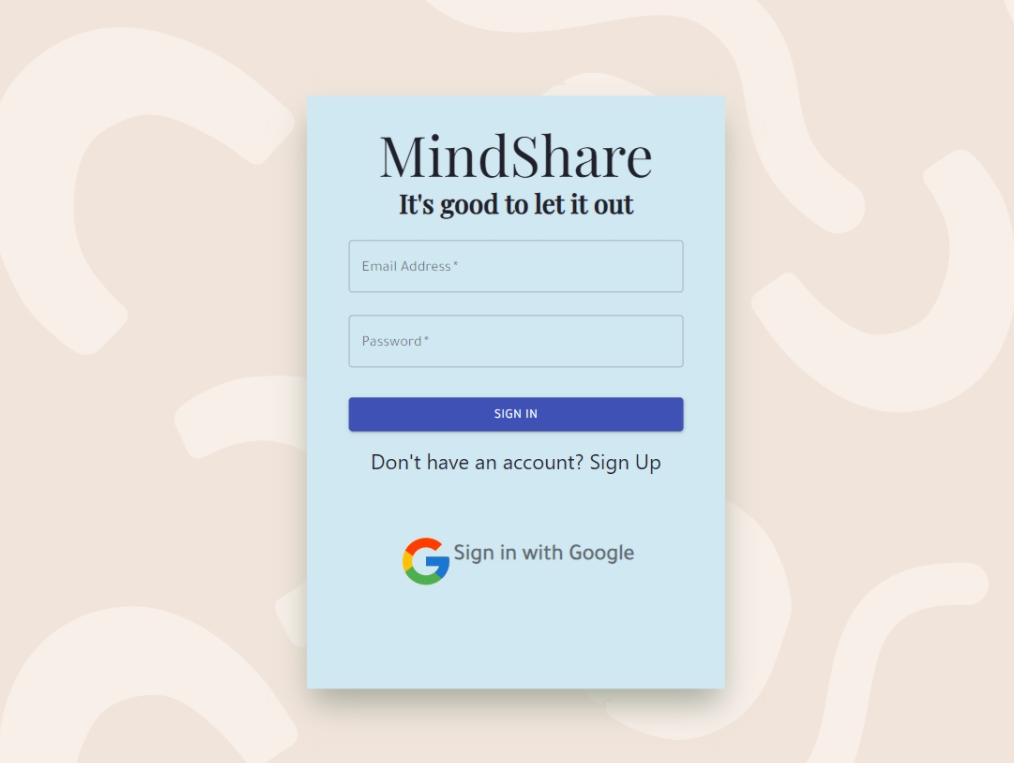 MindShare
It's good to let it out
Email Address *
Password *
SIGN IN
Don't have an account? Sign Up
Sign in with Google